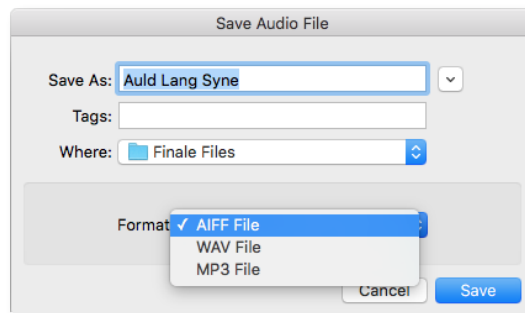 Save Audio File
Save As: Auld Lang Syne
Tags:
Where: Finale Files
Format ✓ AIFF File
WAV File
MP3 File
Cancel Save